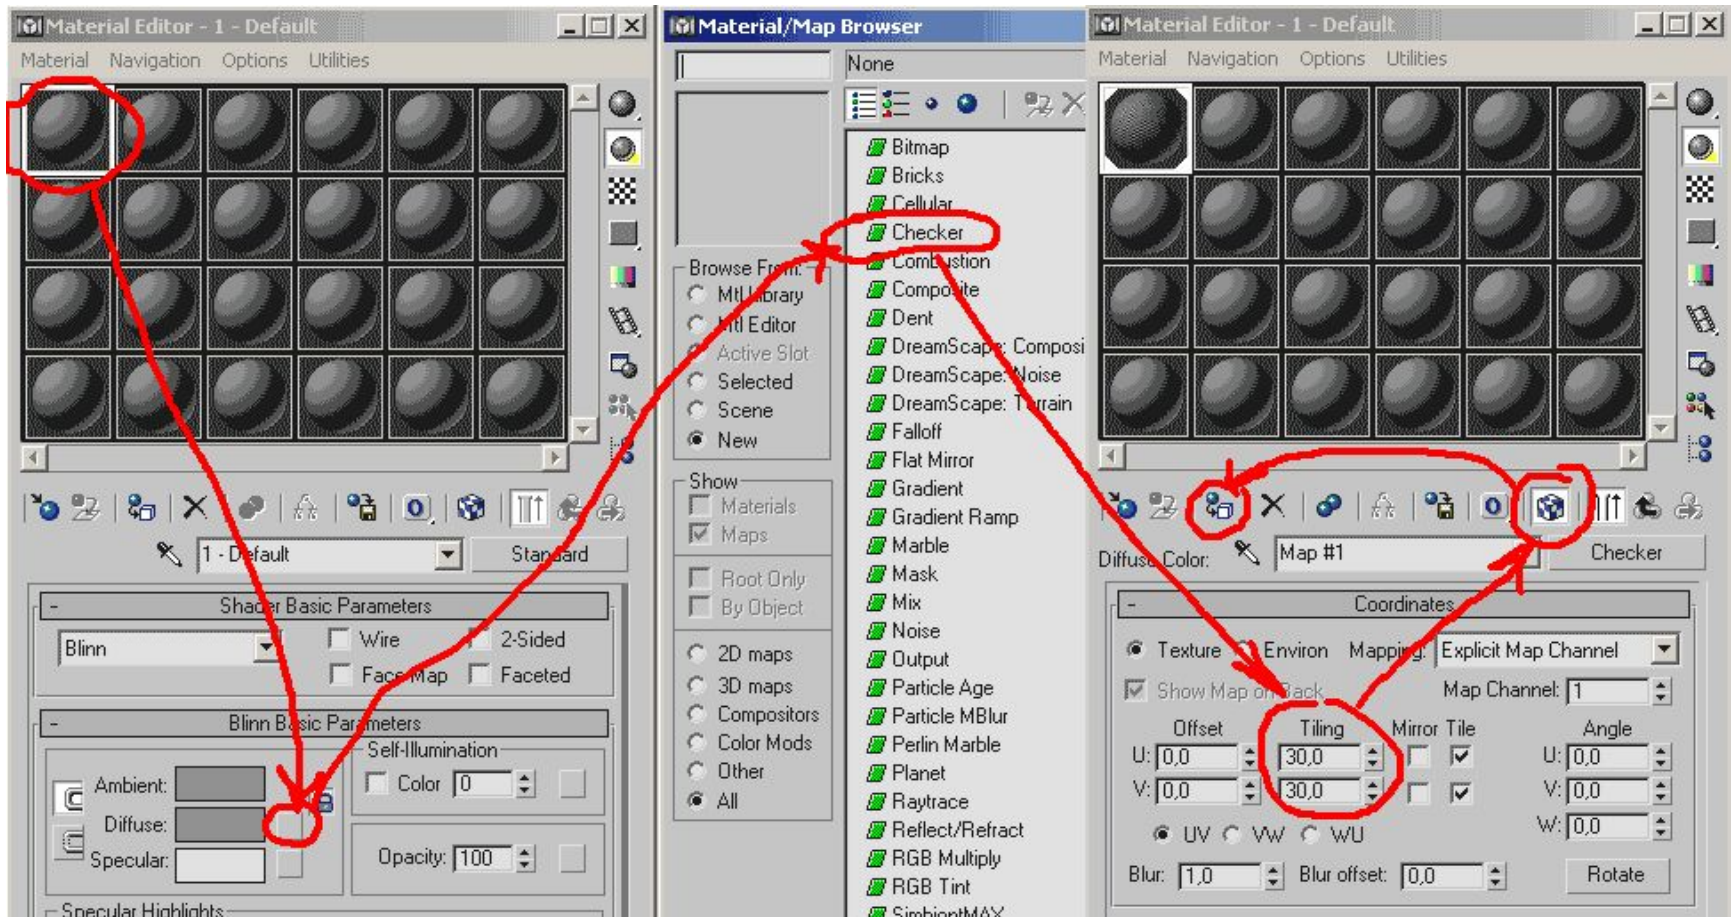 Material Editor - 1 - Default
Material Navigation Options Utilities
1 - Default
Standard
Shader Basic Parameters
Blinn
Wire
2-Sided
Face Map
Faceted
Blinn Basic Parameters
Self-Illumination
Ambient:
Color 0
Diffuse:
Specular:
Opacity: 100
Specular Highlights
Material/Map Browser
None
Browse From:
Mtl Library
Mtl Editor
Active Slot
Selected
Scene
New
Show
Materials
Maps
Root Only
By Object
2D maps
3D maps
Compositors
Color Mods
Other
All
Bitmap
Bricks
Cellular
Checker
Combustion
Composite
Dent
DreamScape: Composi
DreamScape: Noise
DreamScape: Terrain
Falloff
Flat Mirror
Gradient
Gradient Ramp
Marble
Mask
Mix
Noise
Output
Particle Age
Particle MBlur
Perlin Marble
Planet
Raytrace
Reflect/Refract
RGB Multiply
RGB Tint
SimbiontMAX
Material Editor - 1 - Default
Material Navigation Options Utilities
Diffuse Color:
Map #1
Checker
Coordinates
Texture Environ Mapping: Explicit Map Channel
Show Map on Back Map Channel: 1
Offset Tiling Mirror Tile Angle
U: 0,0 30,0 U: 0,0
V: 0,0 30,0 V: 0,0
UV VW WU W: 0,0
Blur: 1,0 Blur offset: 0,0 Rotate